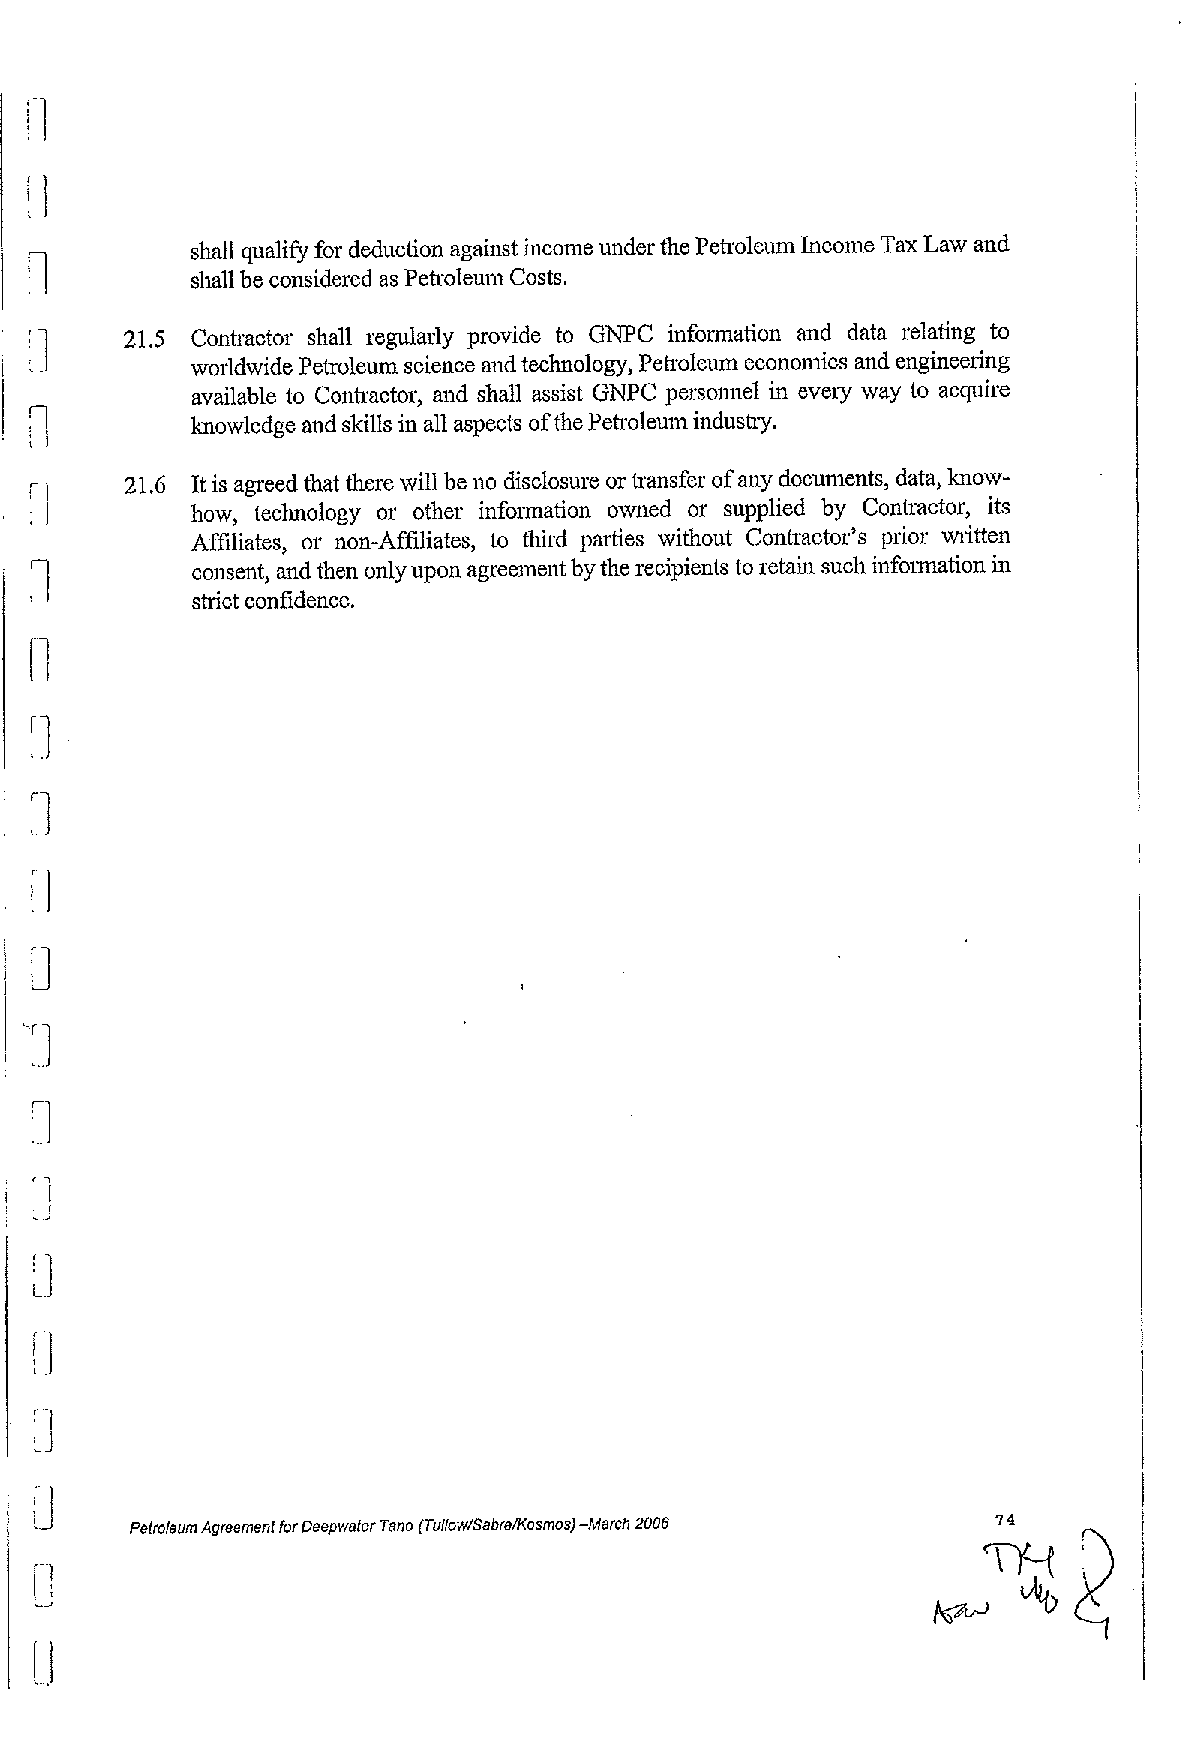 shall qualify for deduction against income under the Petroleum Income Tax Law and
shall be considered as Petroleum Costs.
21.5 Contractor shall regularly provide to GNPC information and data relating to
worldwide Petroleum science and technology, Petroleum economics and engineering
available to Contractor, and shall assist GNPC personnel in every way to acquire
knowledge and skills in all aspects of the Petroleum industry.
21.6 It is agreed that there will be no disclosure or transfer of any documents, data, know-
how, technology or other information owned or supplied by Contractor, its
Affiliates, or non-Affiliates, to third parties without Contractor's prior written
consent, and then only upon agreement by the recipients to retain such information in
strict confidence.
Petroleum Agreement for Deepwater Tano (Tullow/Sabre/Kosmos) –March 2006 74